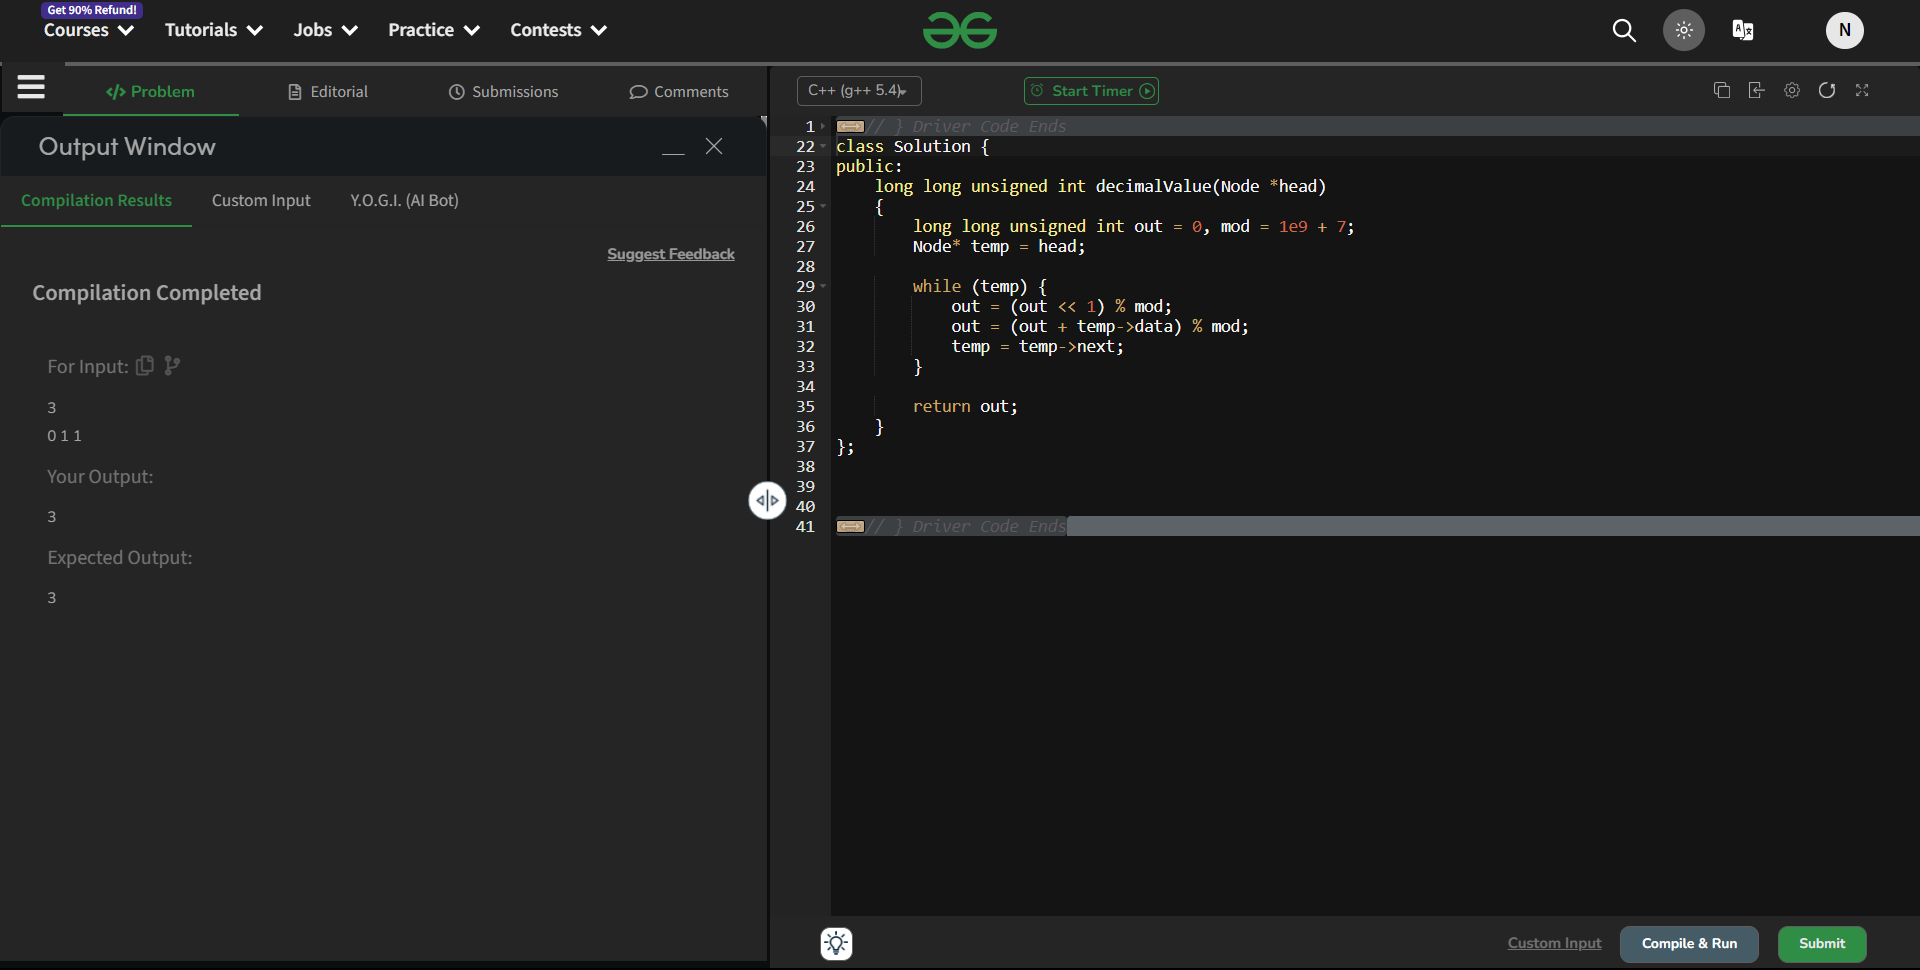 Get 90% Refund!
Courses Tutorials Jobs Practice Contests
N
</> Problem Editorial Submissions Comments
C++ (g++ 5.4) Start Timer
Output Window
Compilation Results Custom Input Y.O.G.I. (AI Bot)
Suggest Feedback
Compilation Completed
For Input:
3
0 1 1
Your Output:
3
Expected Output:
3
1 // } Driver Code Ends
22 class Solution {
23 public:
24 long long unsigned int decimalValue(Node *head)
25 {
26 long long unsigned int out = 0, mod = 1e9 + 7;
27 Node* temp = head;
28
29 while (temp) {
30 out = (out << 1) % mod;
31 out = (out + temp->data) % mod;
32 temp = temp->next;
33 }
34
35 return out;
36 }
37 };
38
39
40
41 // } Driver Code Ends
Custom Input Compile & Run Submit